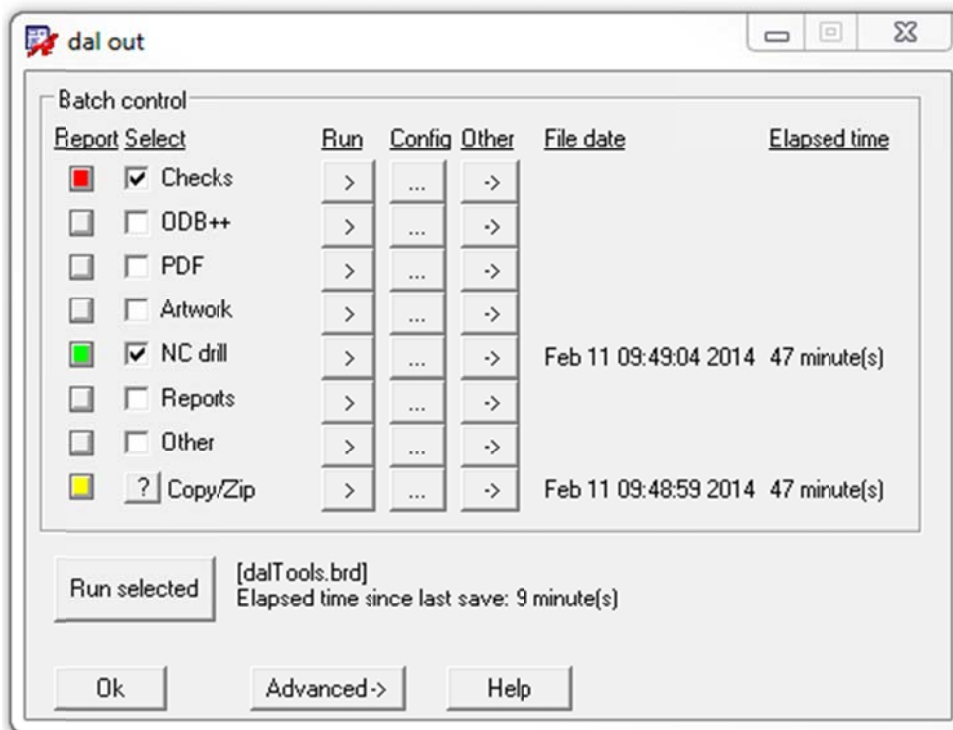 dal out
Batch control
Report Select Run Config Other File date Elapsed time
Checks > ... ->
ODB++ > ... ->
PDF > ... ->
Artwork > ... ->
NC drill > ... -> Feb 11 09:49:04 2014 47 minute(s)
Reports > ... ->
Other > ... ->
? Copy/Zip > ... -> Feb 11 09:48:59 2014 47 minute(s)
Run selected
[dalTools.brd]
Elapsed time since last save: 9 minute(s)
Ok Advanced-> Help